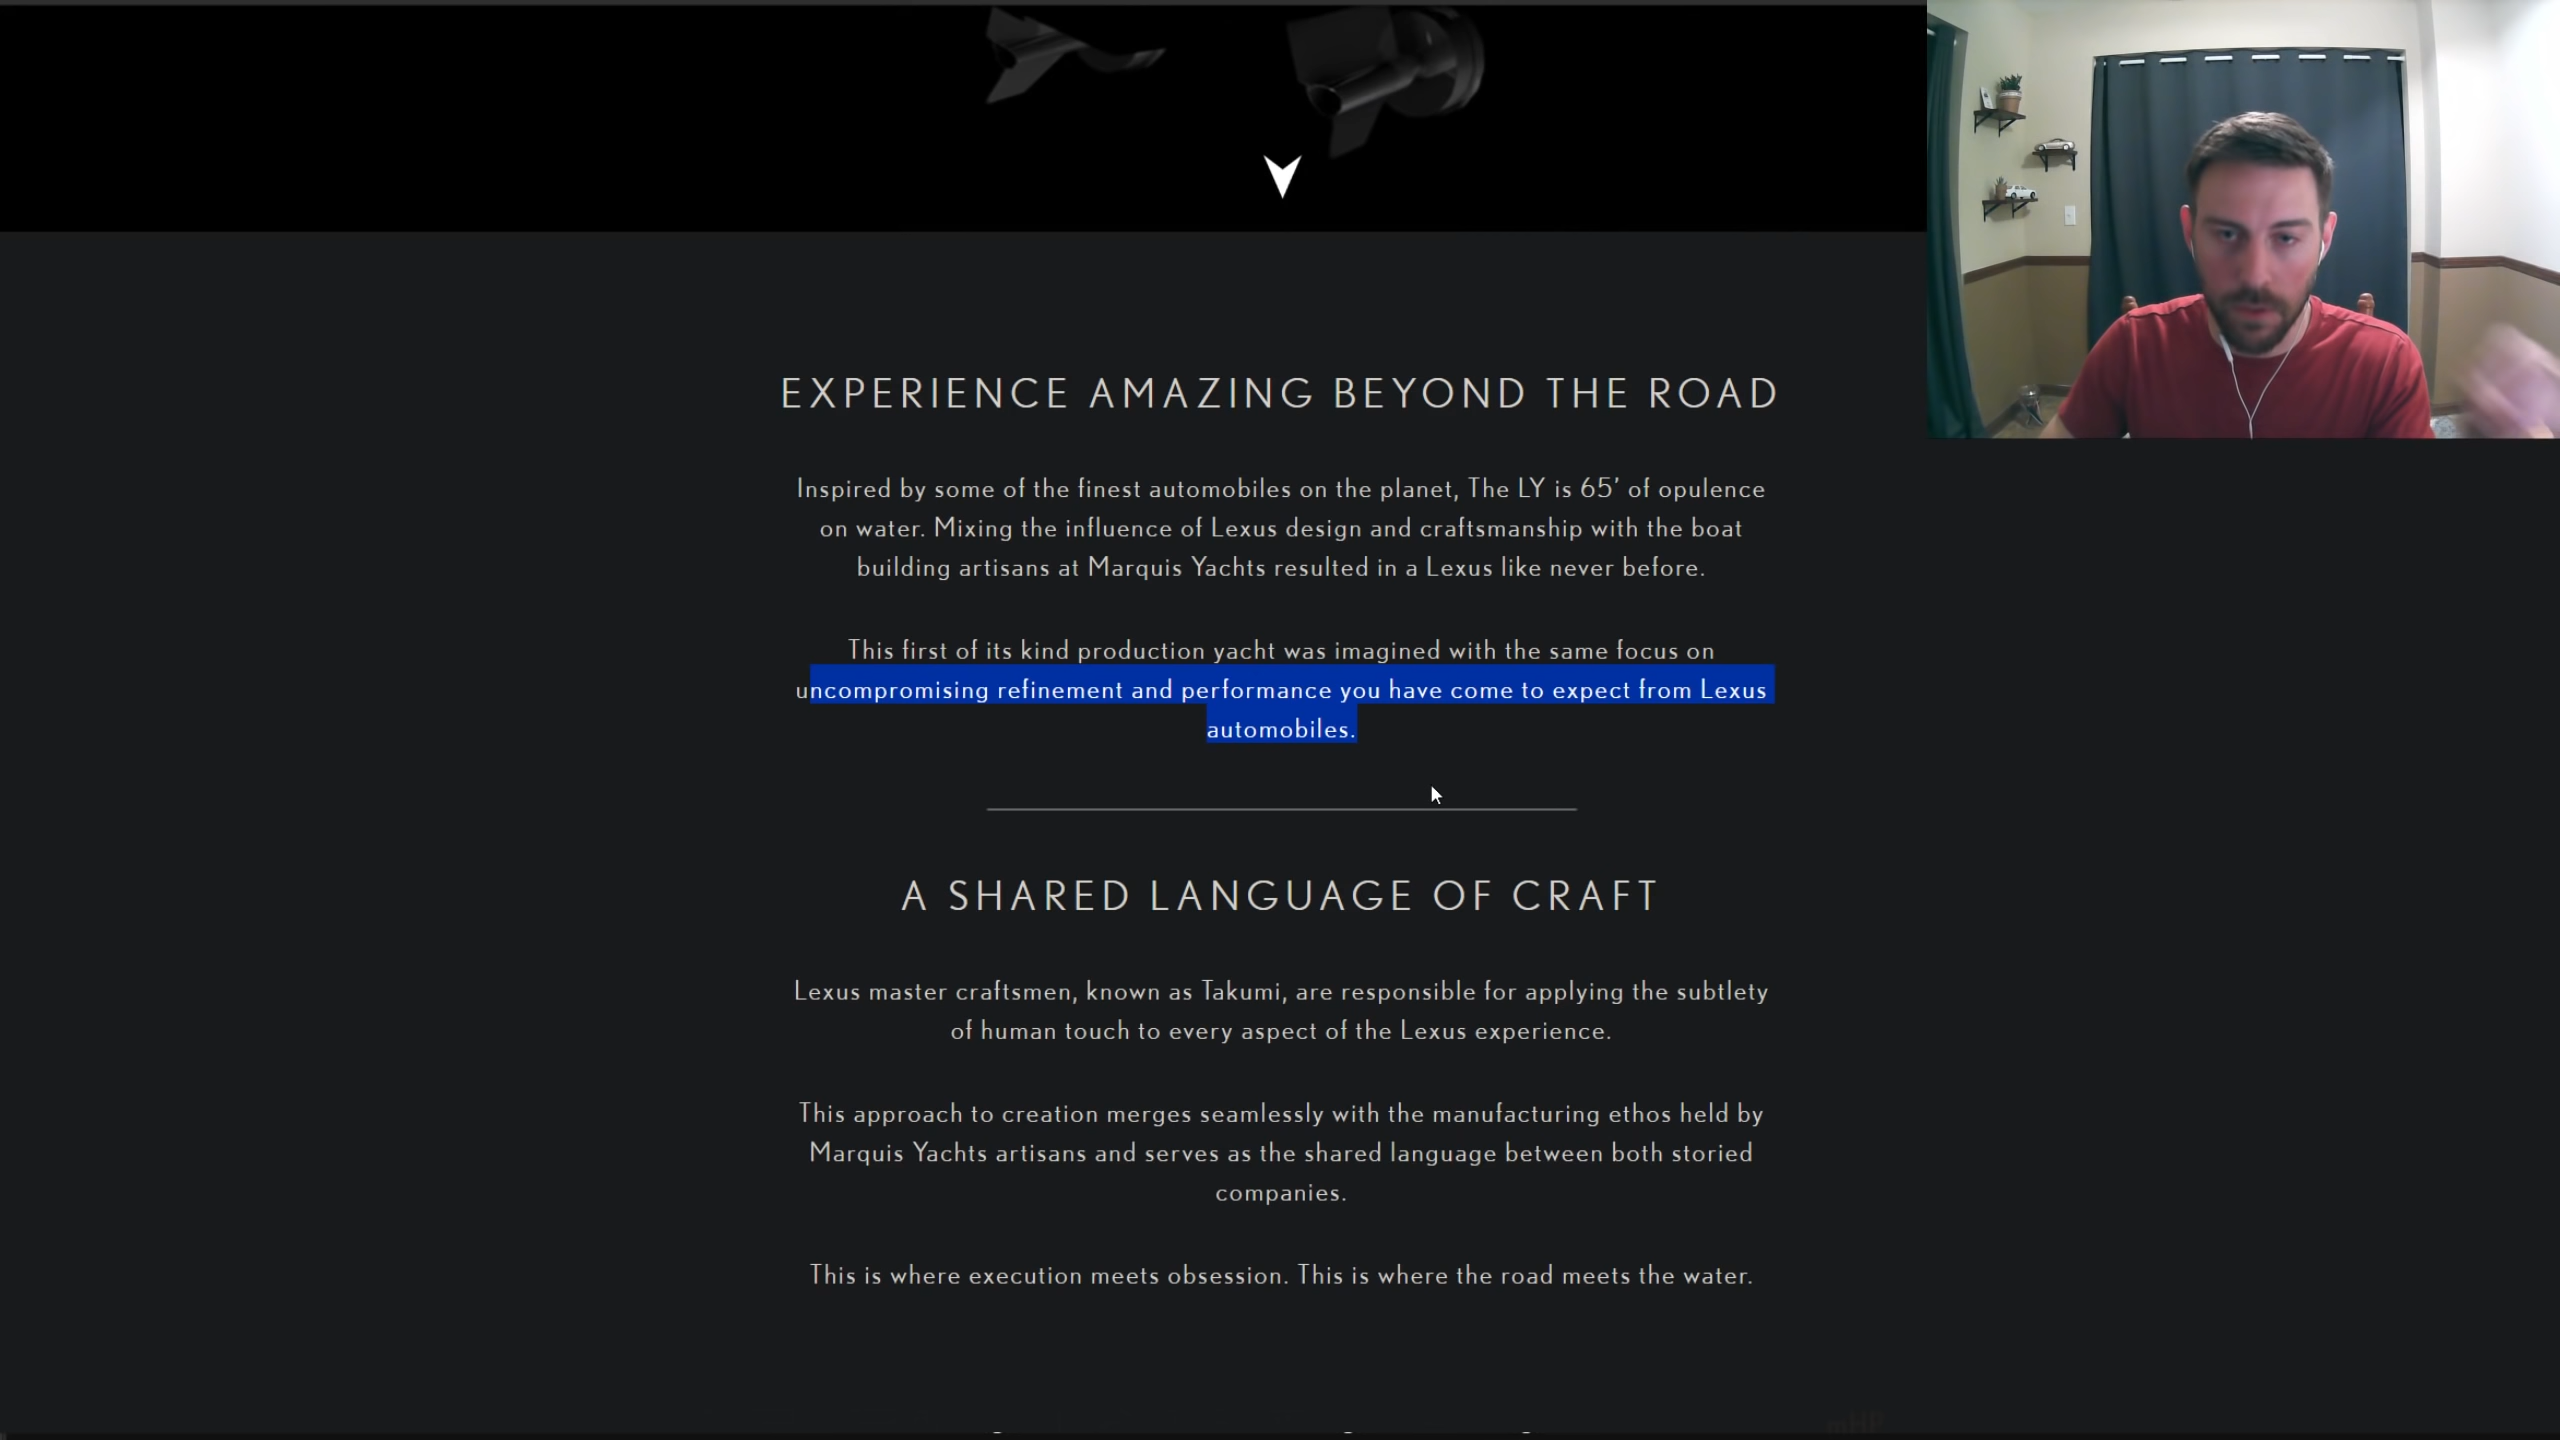 EXPERIENCE AMAZING BEYOND THE ROAD
Inspired by some of the finest automobiles on the planet, The LY is 65' of opulence
on water. Mixing the influence of Lexus design and craftsmanship with the boat
building artisans at Marquis Yachts resulted in a Lexus like never before.
This first of its kind production yacht was imagined with the same focus on
uncompromising refinement and performance you have come to expect from Lexus
automobiles.
A SHARED LANGUAGE OF CRAFT
Lexus master craftsmen, known as Takumi, are responsible for applying the subtlety
of human touch to every aspect of the Lexus experience.
This approach to creation merges seamlessly with the manufacturing ethos held by
Marquis Yachts artisans and serves as the shared language between both storied
companies.
This is where execution meets obsession. This is where the road meets the water.